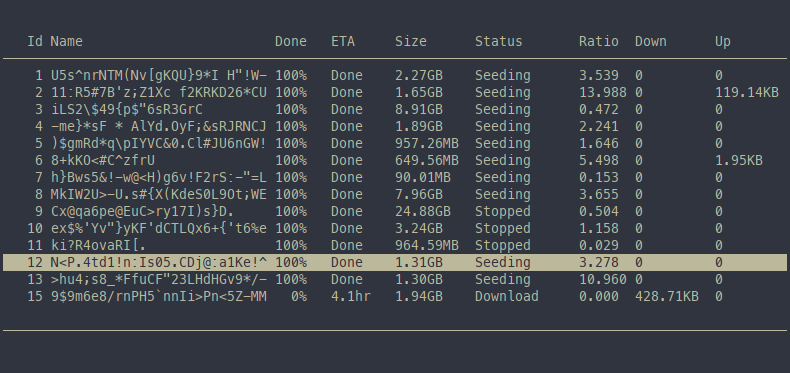 Id Name Done ETA Size Status Ratio Down Up
1 U5s^nrNTM(Nv[gKQU}9*I H"!W- 100% Done 2.27GB Seeding 3.539 0 0
2 11:R5#7B'z;Z1Xc f2KRKD26*CU 100% Done 1.65GB Seeding 13.988 0 119.14KB
3 iLS2\$49{p$"6sR3GrC 100% Done 8.91GB Seeding 0.472 0 0
4 -me}*sF * AlYd.OyF;&sRJRNCJ 100% Done 1.89GB Seeding 2.241 0 0
5 )$gmRd*q\pIYVC&0.Cl#JU6nGW! 100% Done 957.26MB Seeding 1.646 0 0
6 8+kKO<#C^zfrU 100% Done 649.56MB Seeding 5.498 0 1.95KB
7 h}Bws5&!-w@<H)g6v!F2rS:-"=L 100% Done 90.01MB Seeding 0.153 0 0
8 MkIW2U>-U.s#{X(KdeS0L9Ot;WE 100% Done 7.96GB Seeding 3.655 0 0
9 Cx@qa6pe@EuC>ry17I)s}D. 100% Done 24.88GB Stopped 0.504 0 0
10 ex$%'Yv"}yKF'dCTLQx6+{'t6%e 100% Done 3.24GB Stopped 1.158 0 0
11 ki?R4ovaRI[. 100% Done 964.59MB Stopped 0.029 0 0
12 N<P.4td1!n:Is05.CDj@:a1Ke!^ 100% Done 1.31GB Seeding 3.278 0 0
13 >hu4;s8_*FfuCF"23LHdHGv9*/- 100% Done 1.30GB Seeding 10.960 0 0
15 9$9m6e8/rnPH5`nnIi>Pn<5Z-MM 0% 4.1hr 1.94GB Download 0.000 428.71KB 0